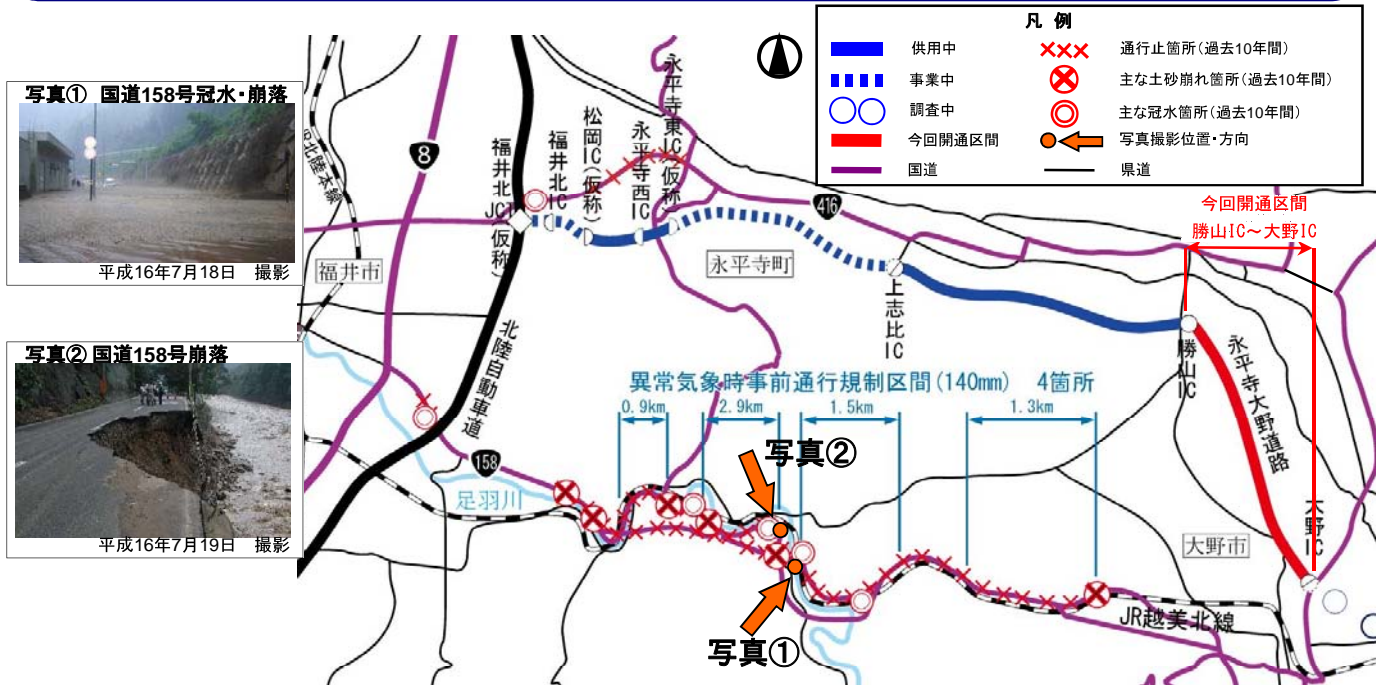 凡 例
供用中
事業中
調査中
今回開通区間
国道
通行止箇所(過去10年間)
主な土砂崩れ箇所(過去10年間)
主な冠水箇所(過去10年間)
写真撮影位置・方向
県道
写真① 国道158号冠水・崩落
平成16年7月18日 撮影
写真② 国道158号崩落
平成16年7月19日 撮影
北陸本線
8
福井市
福井北JCT(仮称)
福井北IC
松岡IC(仮称)
永平寺西IC
永平寺東IC(仮称)
416
永平寺町
上志比IC
今回開通区間
勝山IC~大野IC
勝山IC
永平寺大野道路
大野IC
大野市
北陸自動車道
異常気象時事前通行規制区間(140mm) 4箇所
0.9km
2.9km
1.5km
1.3km
158
足羽川
写真②
写真①
JR越美北線